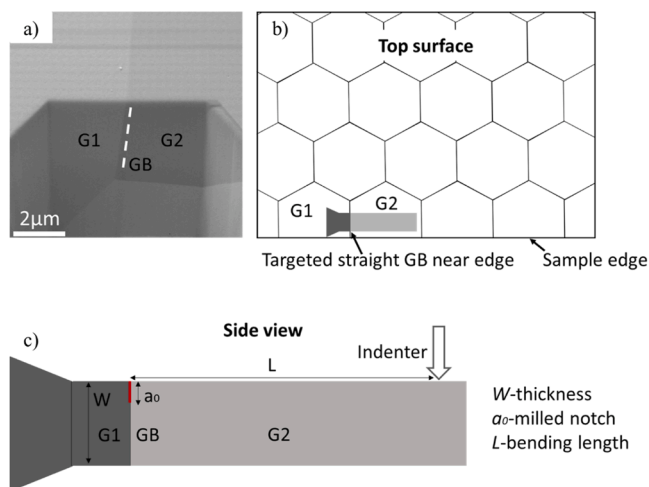 a)
G1
G2
GB
2μm
b)
Top surface
G1
G2
Targeted straight GB near edge
Sample edge
c)
Side view
Indenter
L
W
a₀
G1
GB
G2
W-thickness
a₀-milled notch
L-bending length